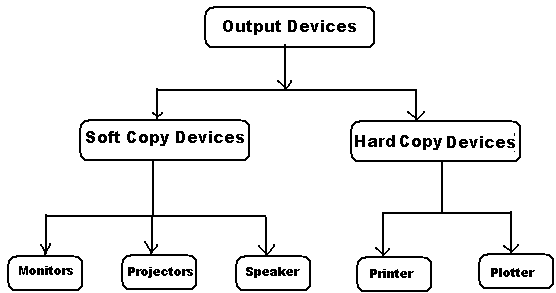 Output Devices
Soft Copy Devices
Hard Copy Devices
Monitors
Projectors
Speaker
Printer
Plotter